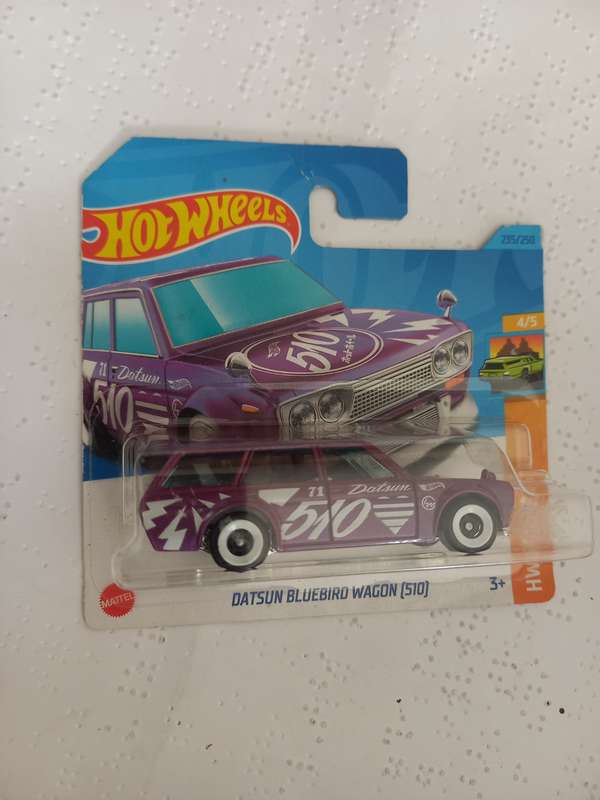 HOT WHEELS
235/250
4/5
510
71 Datsun
510
71 Datsun
510
HW
MATTEL
DATSUN BLUEBIRD WAGON (510)
3+